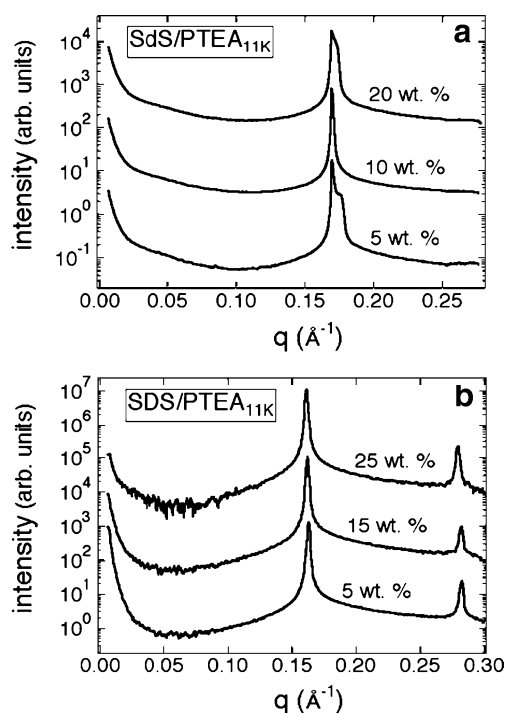 a
SdS/PTEA11K
intensity (arb. units)
10^4
10^3
10^2
10^1
10^0
10^-1
20 wt. %
10 wt. %
5 wt. %
0.00 0.05 0.10 0.15 0.20 0.25
q (Å^-1)
b
SDS/PTEA11K
intensity (arb. units)
10^7
10^6
10^5
10^4
10^3
10^2
10^1
10^0
25 wt. %
15 wt. %
5 wt. %
0.00 0.05 0.10 0.15 0.20 0.25 0.30
q (Å^-1)